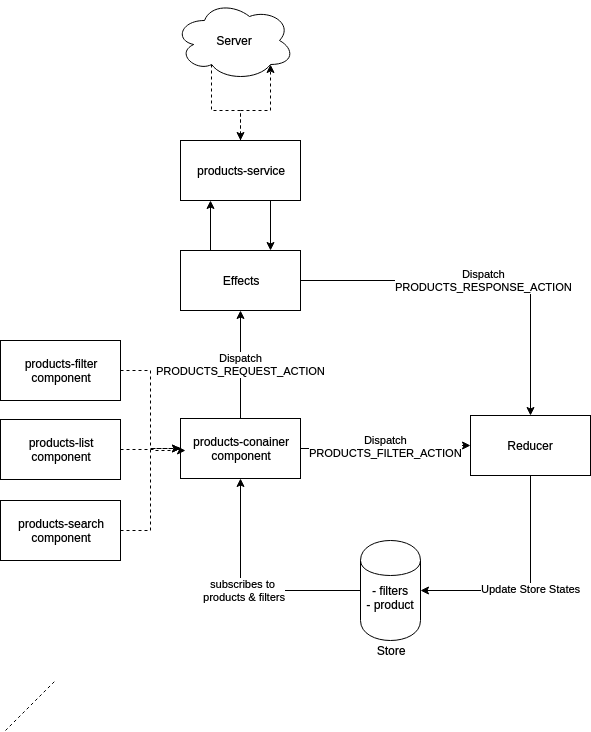 Server
products-service
Effects
Dispatch
PRODUCTS_RESPONSE_ACTION
Dispatch
PRODUCTS_REQUEST_ACTION
products-filter
component
products-list
component
products-search
component
products-conainer
component
Dispatch
PRODUCTS_FILTER_ACTION
Reducer
subscribes to
products & filters
- filters
- product
Store
Update Store States